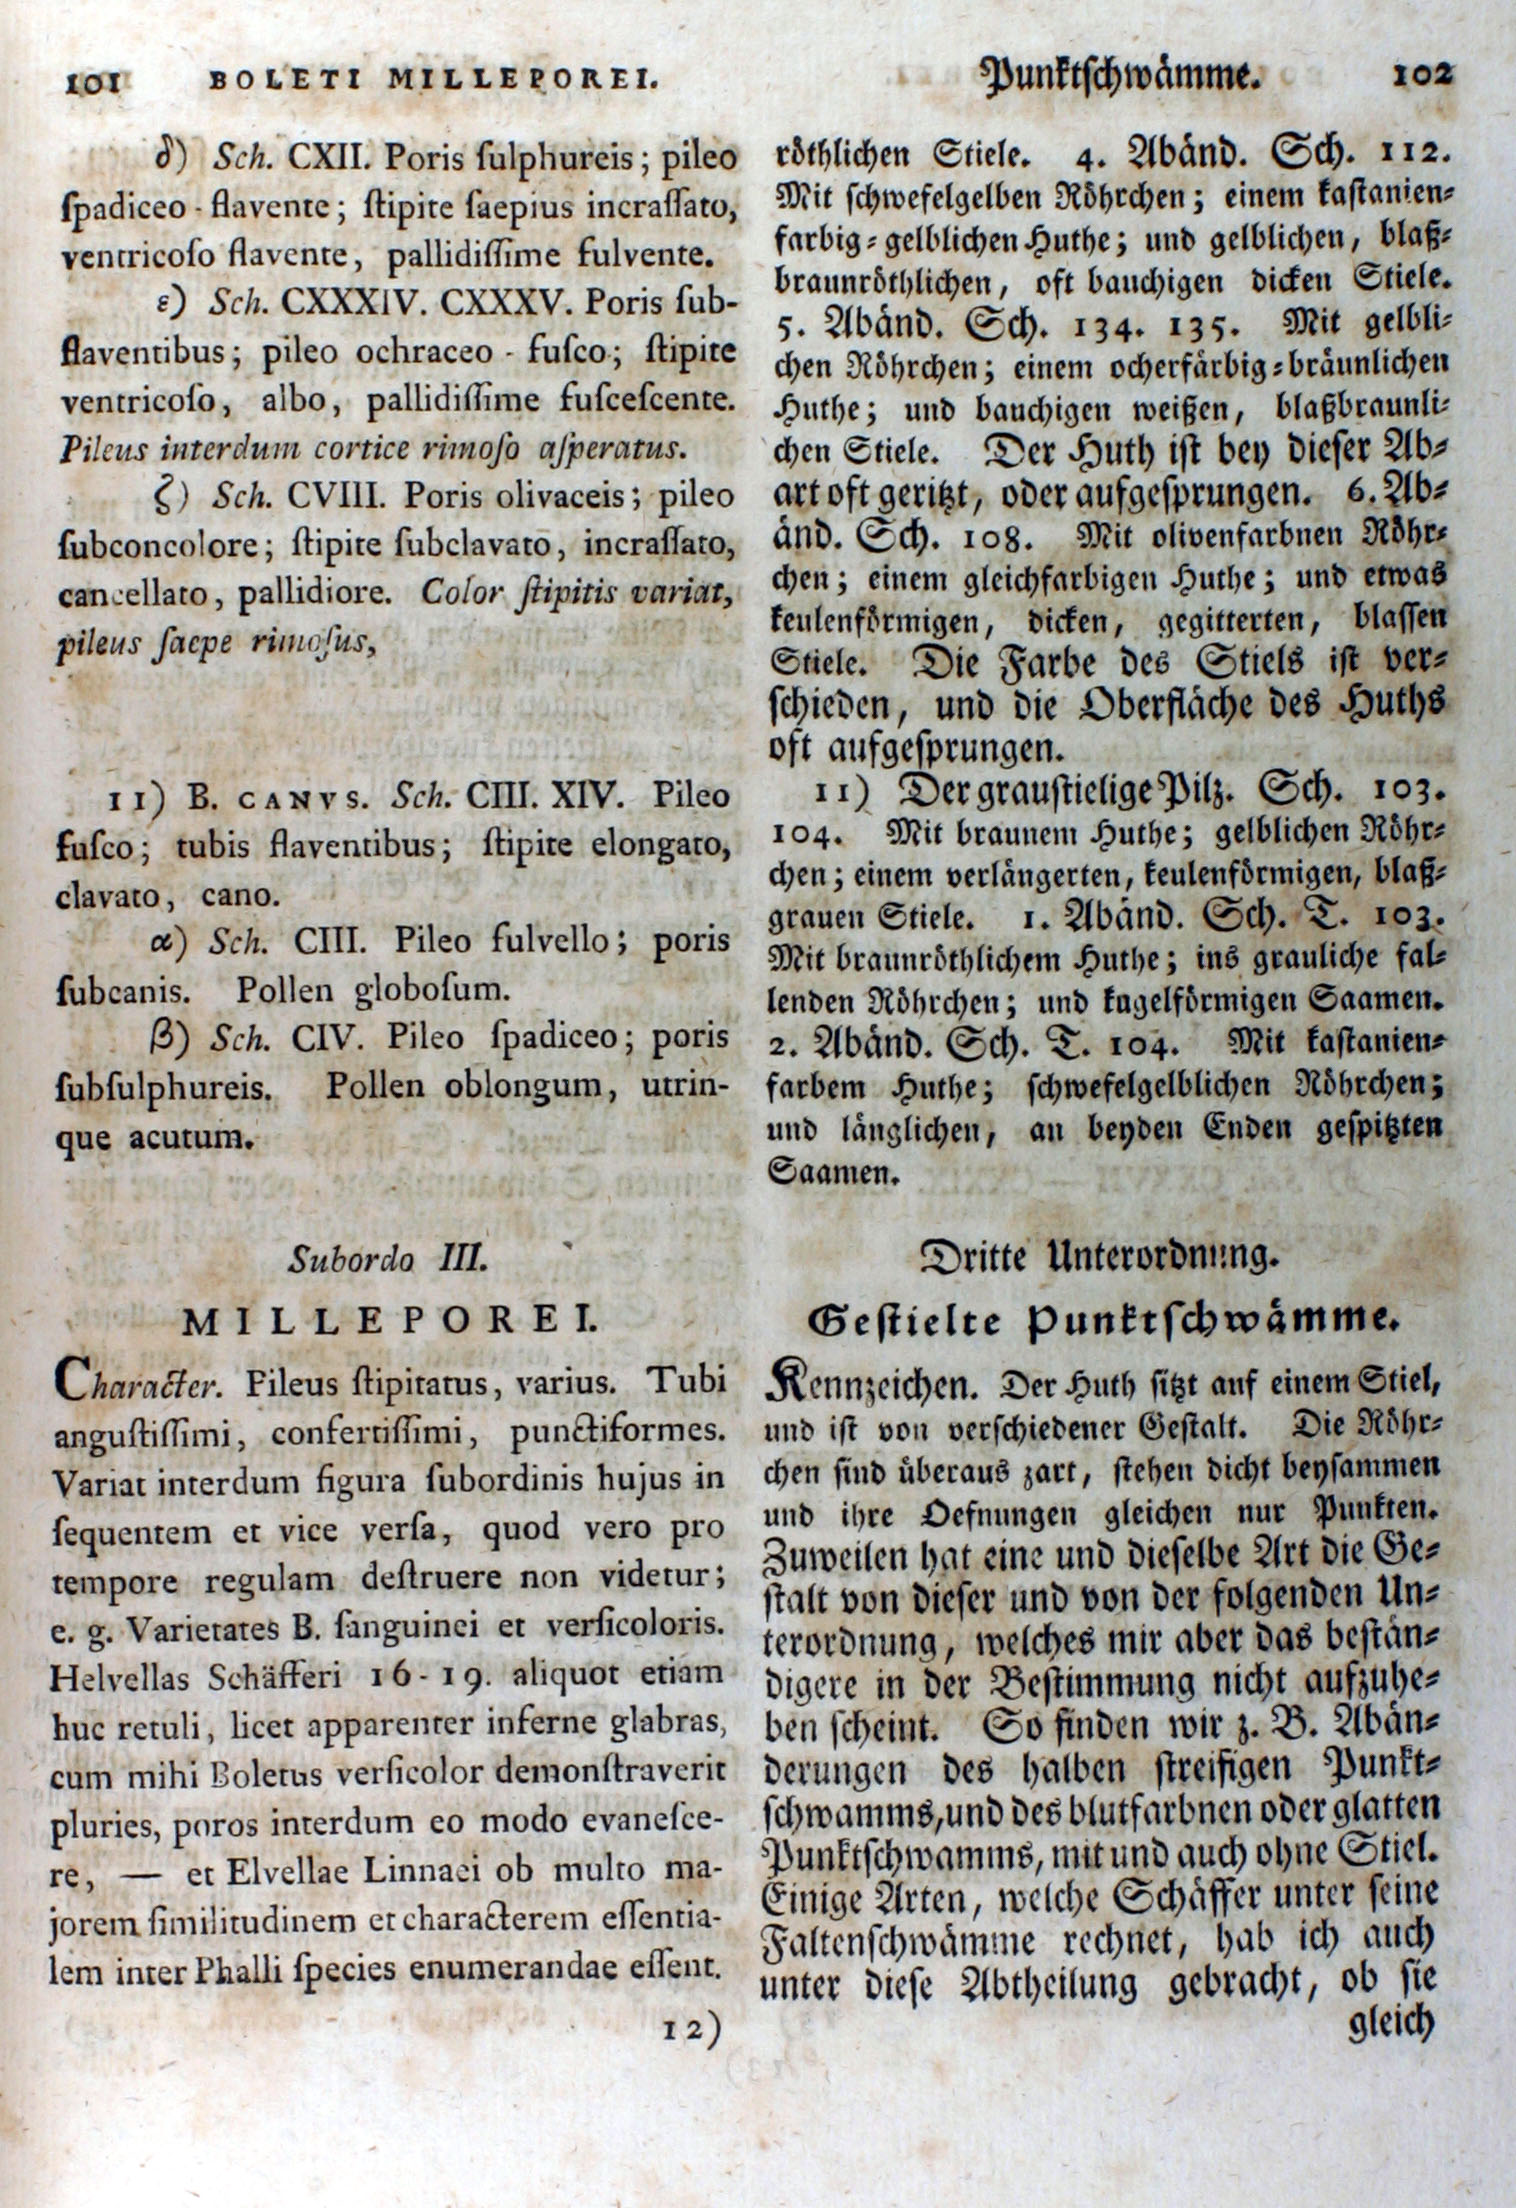 101 BOLETI MILLEPOREI.
δ) Sch. CXII. Poris ſulphureis; pileo
ſpadiceo - flavente; ſtipite ſaepius incraſſato,
ventricoſo flavente, pallidiſſime fulvente.
ε) Sch. CXXXIV. CXXXV. Poris ſub-
flaventibus; pileo ochraceo - fuſco; ſtipite
ventricoſo, albo, pallidiſſime fuſceſcente.
Pileus interdum cortice rimoſo aſperatus.
ζ) Sch. CVIII. Poris olivaceis; pileo
ſubconcolore; ſtipite ſubclavato, incraſſato,
cancellato, pallidiore. Color ſtipitis variat,
pileus ſaepe rimoſus,
11) B. CANVS. Sch. CIII. XIV. Pileo
fuſco; tubis flaventibus; ſtipite elongato,
clavato, cano.
α) Sch. CIII. Pileo fulvello; poris
ſubcanis. Pollen globoſum.
β) Sch. CIV. Pileo ſpadiceo; poris
ſubſulphureis. Pollen oblongum, utrin-
que acutum.
Subordo III.
MILLEPOREI.
Character. Pileus ſtipitatus, varius. Tubi
anguſtiſſimi, confertiſſimi, punctiformes.
Variat interdum figura ſubordinis hujus in
ſequentem et vice verſa, quod vero pro
tempore regulam deſtruere non videtur;
e. g. Varietates B. ſanguinei et verſicoloris.
Helvellas Schäfferi 16-19. aliquot etiam
huc retuli, licet apparenter inferne glabras,
cum mihi Boletus verſicolor demonſtraverit
pluries, poros interdum eo modo evaneſce-
re, — et Elvellae Linnaei ob multo ma-
jorem ſimilitudinem et characterem eſſentia-
lem inter Phalli ſpecies enumerandae eſſent.
12)
Punktſchwämme. 102
röthlichen Stiele. 4. Abänd. Sch. 112.
Mit ſchwefelgelben Röhrchen; einem kaſtanien-
farbig-gelblichen Huthe; und gelblichen, blaß-
braunröthlichen, oft bauchigen dicken Stiele.
5. Abänd. Sch. 134. 135. Mit gelbli-
chen Röhrchen; einem ocherfärbig-bräunlichen
Huthe; und bauchigen weißen, blaßbraunli-
chen Stiele. Der Huth iſt bey dieſer Ab-
art oft geritzt, oder aufgeſprungen. 6. Ab-
änd. Sch. 108. Mit olivenfarbnen Röhr-
chen; einem gleichfarbigen Huthe; und etwas
keulenförmigen, dicken, gegitterten, blaſſen
Stiele. Die Farbe des Stiels iſt ver-
ſchieden, und die Oberfläche des Huths
oft aufgeſprungen.
11) Der grauſtielige Pilz. Sch. 103.
104. Mit braunem Huthe; gelblichen Röhr-
chen; einem verlängerten, keulenförmigen, blaß-
grauen Stiele. 1. Abänd. Sch. T. 103.
Mit braunröthlichem Huthe; ins grauliche fal-
lenden Röhrchen; und kugelförmigen Saamen.
2. Abänd. Sch. T. 104. Mit kaſtanien-
farbem Huthe; ſchwefelgelblichen Röhrchen;
und länglichen, an beyden Enden geſpitzten
Saamen.
Dritte Unterordnung.
Geſtielte Punktſchwämme.
Kennzeichen. Der Huth ſitzt auf einem Stiel,
und iſt von verſchiedener Geſtalt. Die Röhr-
chen ſind überaus zart, ſtehen dicht beyſammen
und ihre Oefnungen gleichen nur Punkten.
Zuweilen hat eine und dieſelbe Art die Ge-
ſtalt von dieſer und von der folgenden Un-
terordnung, welches mir aber das beſtän-
digere in der Beſtimmung nicht aufzuhe-
ben ſcheint. So finden wir z. B. Abän-
derungen des halben ſtreifigen Punkt-
ſchwamms, und des blutfarbnen oder glatten
Punktſchwamms, mit und auch ohne Stiel.
Einige Arten, welche Schäffer unter ſeine
Faltenſchwämme rechnet, hab ich auch
unter dieſe Abtheilung gebracht, ob ſie
gleich